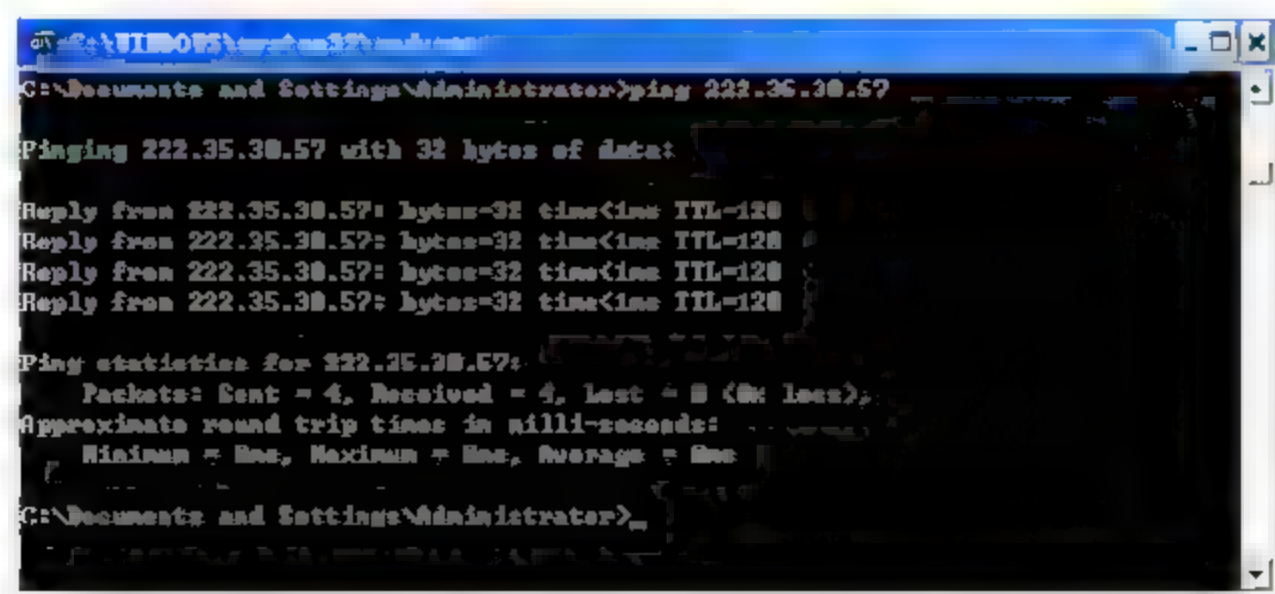 C:\WINDOWS\system32\
C:\Documents and Settings\Administrator>ping 222.35.30.57
Pinging 222.35.30.57 with 32 bytes of data:
Reply from 222.35.30.57: bytes=32 time<1ms TTL=128
Reply from 222.35.30.57: bytes=32 time<1ms TTL=128
Reply from 222.35.30.57: bytes=32 time<1ms TTL=128
Reply from 222.35.30.57: bytes=32 time<1ms TTL=128
Ping statistics for 222.35.30.57:
Packets: Sent = 4, Received = 4, Lost = 0 (0% loss),
Approximate round trip times in milli-seconds:
Minimum = 0ms, Maximum = 0ms, Average = 0ms
C:\Documents and Settings\Administrator>_